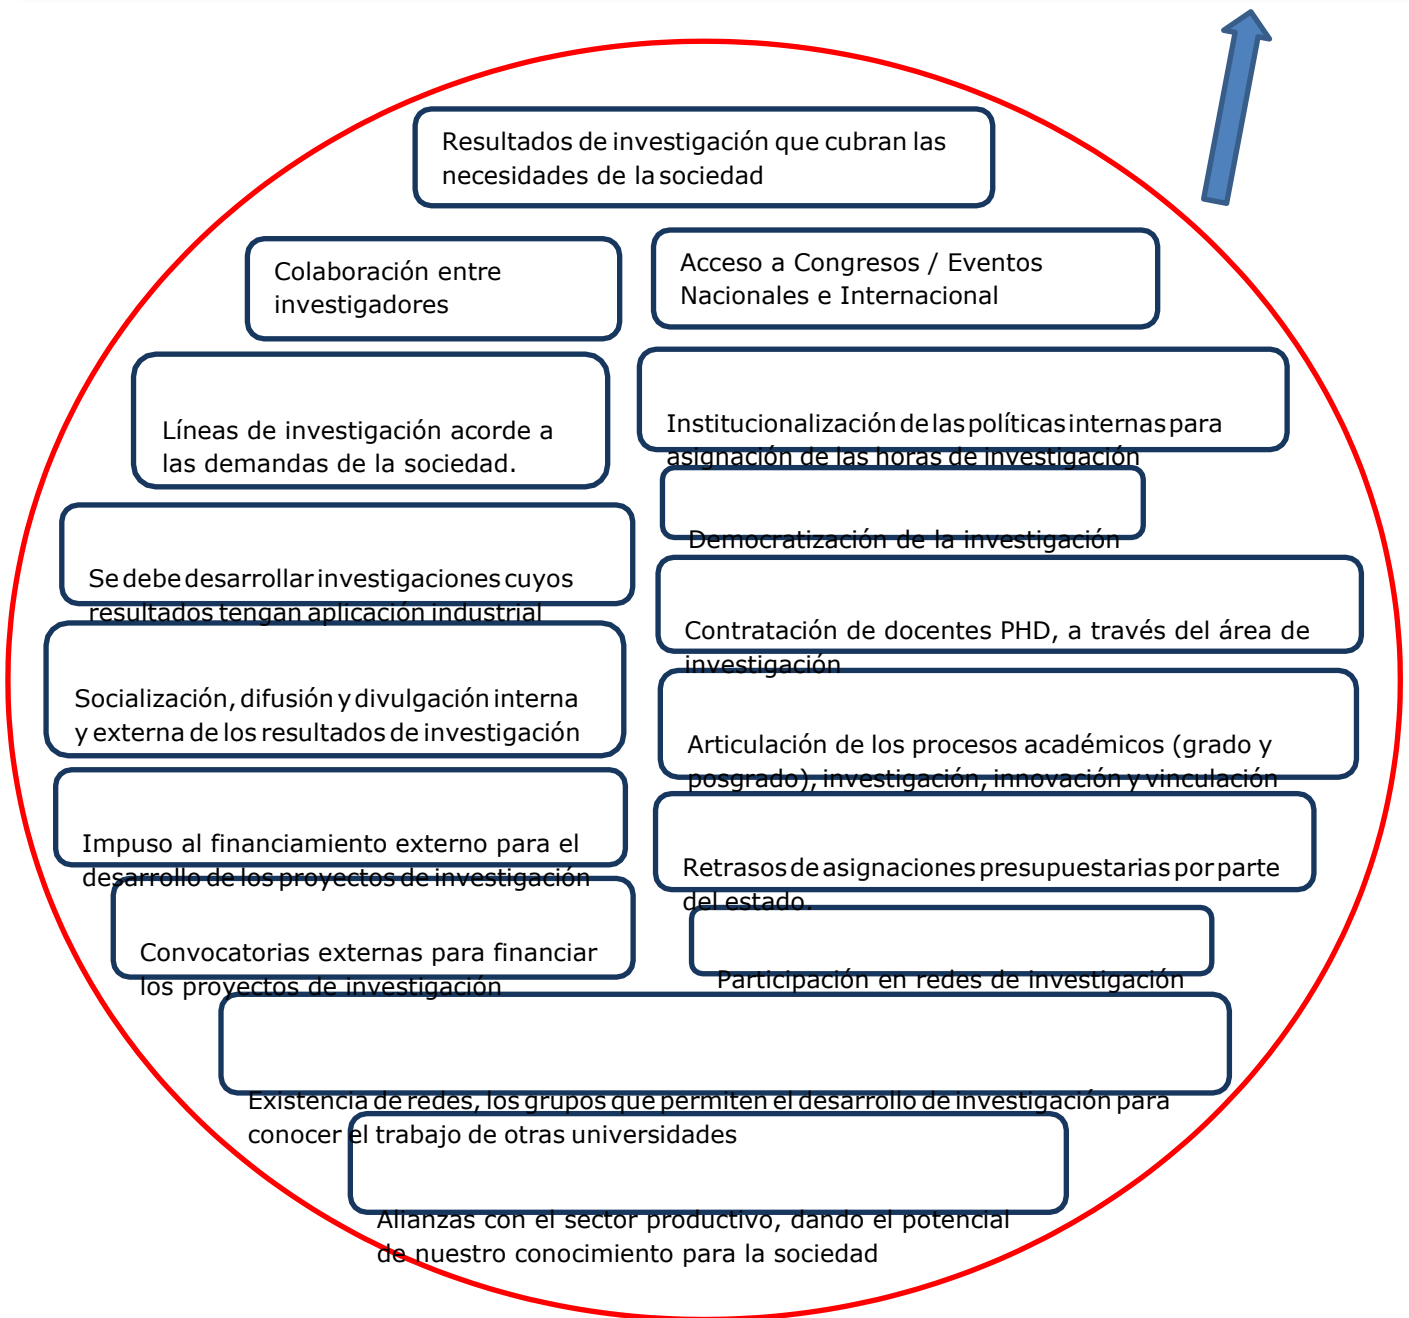 Resultados de investigación que cubran las
necesidades de la sociedad
Colaboración entre
investigadores
Acceso a Congresos / Eventos
Nacionales e Internacional
Líneas de investigación acorde a
las demandas de la sociedad.
Institucionalización de las políticas internas para
asignación de las horas de investigación
Democratización de la investigación
Se debe desarrollar investigaciones cuyos
resultados tengan aplicación industrial
Contratación de docentes PHD, a través del área de
investigación
Socialización, difusión y divulgación interna
y externa de los resultados de investigación
Articulación de los procesos académicos (grado y
posgrado), investigación, innovación y vinculación
Impuso al financiamiento externo para el
desarrollo de los proyectos de investigación
Retrasos de asignaciones presupuestarias por parte
del estado.
Convocatorias externas para financiar
los proyectos de investigación
Participación en redes de investigación
Existencia de redes, los grupos que permiten el desarrollo de investigación para
conocer el trabajo de otras universidades
Alianzas con el sector productivo, dando el potencial
de nuestro conocimiento para la sociedad